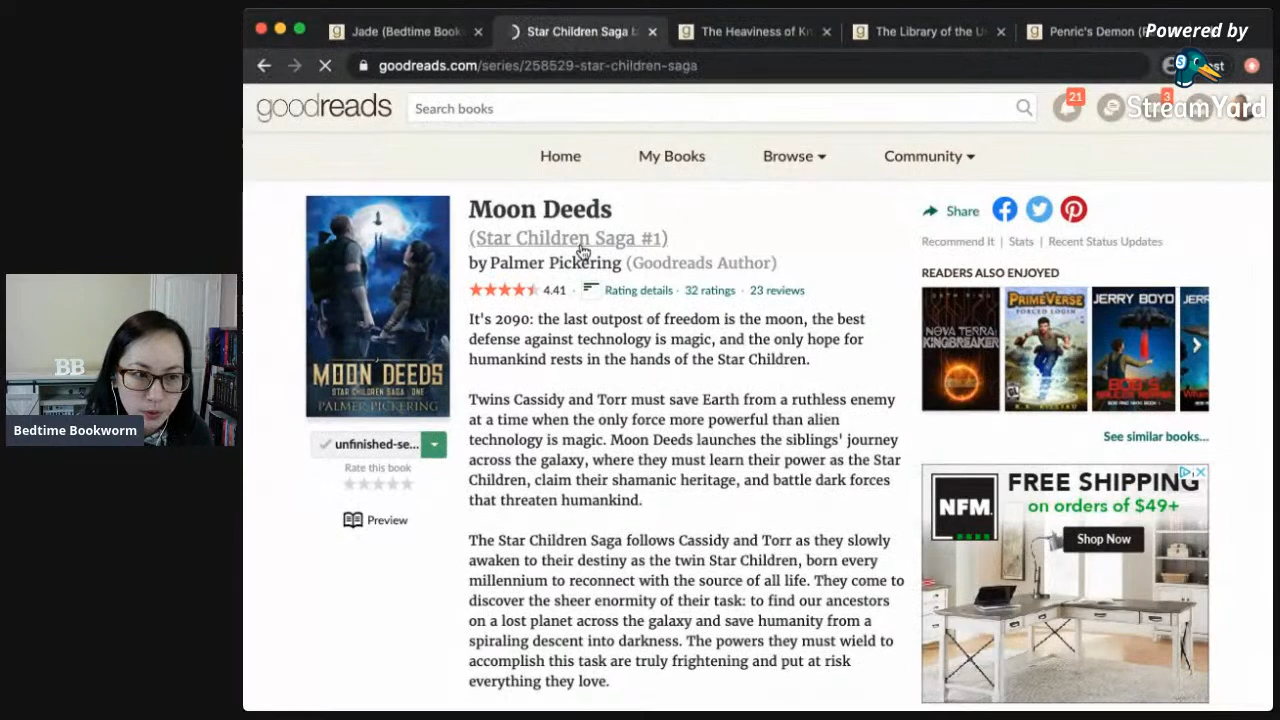 Jade (Bedtime Book
Star Children Saga b
The Heaviness of K
The Library of the U
Penric's Demon (
Powered by
StreamYard
goodreads.com/series/258529-star-children-saga
goodreads
Search books
21
3
Home
My Books
Browse
Community
Moon Deeds
(Star Children Saga #1)
by Palmer Pickering (Goodreads Author)
4.41 · Rating details · 32 ratings · 23 reviews
It's 2090: the last outpost of freedom is the moon, the best
defense against technology is magic, and the only hope for
humankind rests in the hands of the Star Children.
Twins Cassidy and Torr must save Earth from a ruthless enemy
at a time when the only force more powerful than alien
technology is magic. Moon Deeds launches the siblings' journey
across the galaxy, where they must learn their power as the Star
Children, claim their shamanic heritage, and battle dark forces
that threaten humankind.
The Star Children Saga follows Cassidy and Torr as they slowly
awaken to their destiny as the twin Star Children, born every
millennium to reconnect with the source of all life. They come to
discover the sheer enormity of their task: to find our ancestors
on a lost planet across the galaxy and save humanity from a
spiraling descent into darkness. The powers they must wield to
accomplish this task are truly frightening and put at risk
everything they love.
MOON DEEDS
STAR CHILDREN SAGA ONE
PALMER PICKERING
unfinished-se...
Rate this book
Preview
Share
Recommend It | Stats | Recent Status Updates
READERS ALSO ENJOYED
NOVA TERRA:
KINGBREAKER
PRIMEVERSE
FORCED LOGIN
JERRY BOYD
BOB'S
JERR
See similar books…
FREE SHIPPING
on orders of $49+
NFM
Shop Now
BB
Bedtime Bookworm